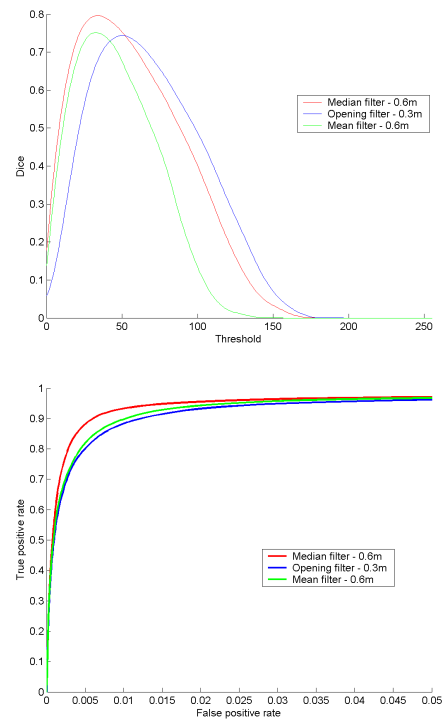 0.8
0.7
0.6
0.5
0.4
0.3
0.2
0.1
0
Dice
Median filter - 0.6m
Opening filter - 0.3m
Mean filter - 0.6m
0 50 100 150 200 250
Threshold
1
0.9
0.8
0.7
0.6
0.5
0.4
0.3
0.2
0.1
0
True positive rate
Median filter - 0.6m
Opening filter - 0.3m
Mean filter - 0.6m
0 0.005 0.01 0.015 0.02 0.025 0.03 0.035 0.04 0.045 0.05
False positive rate